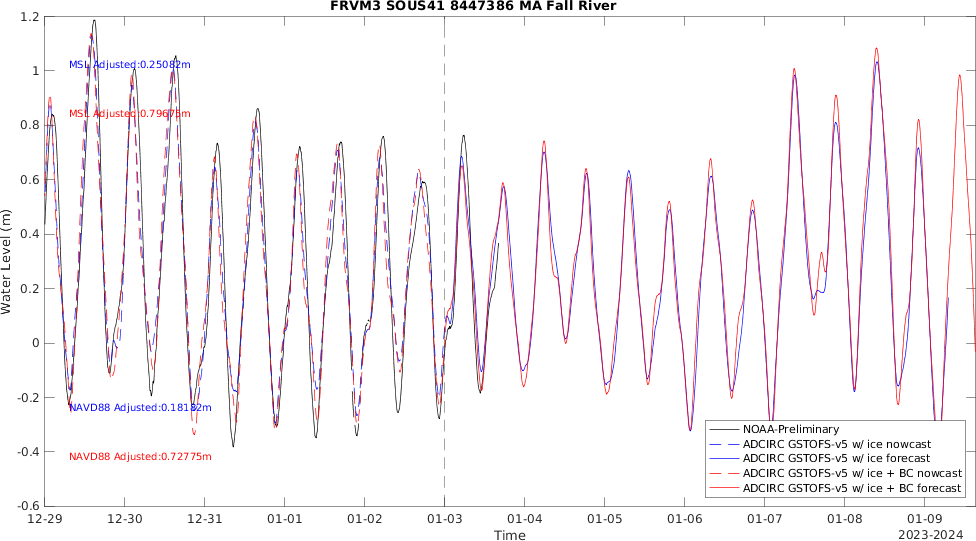 FRVM3 SOUS41 8447386 MA Fall River
1.2
1
0.8
0.6
0.4
0.2
0
-0.2
-0.4
-0.6
Water Level (m)
MSL Adjusted:0.25082m
MSL Adjusted:0.79675m
NAVD88 Adjusted:0.18182m
NAVD88 Adjusted:0.72775m
NOAA-Preliminary
ADCIRC GSTOFS-v5 w/ ice nowcast
ADCIRC GSTOFS-v5 w/ ice forecast
ADCIRC GSTOFS-v5 w/ ice + BC nowcast
ADCIRC GSTOFS-v5 w/ ice + BC forecast
12-29 12-30 12-31 01-01 01-02 01-03 01-04 01-05 01-06 01-07 01-08 01-09
Time
2023-2024